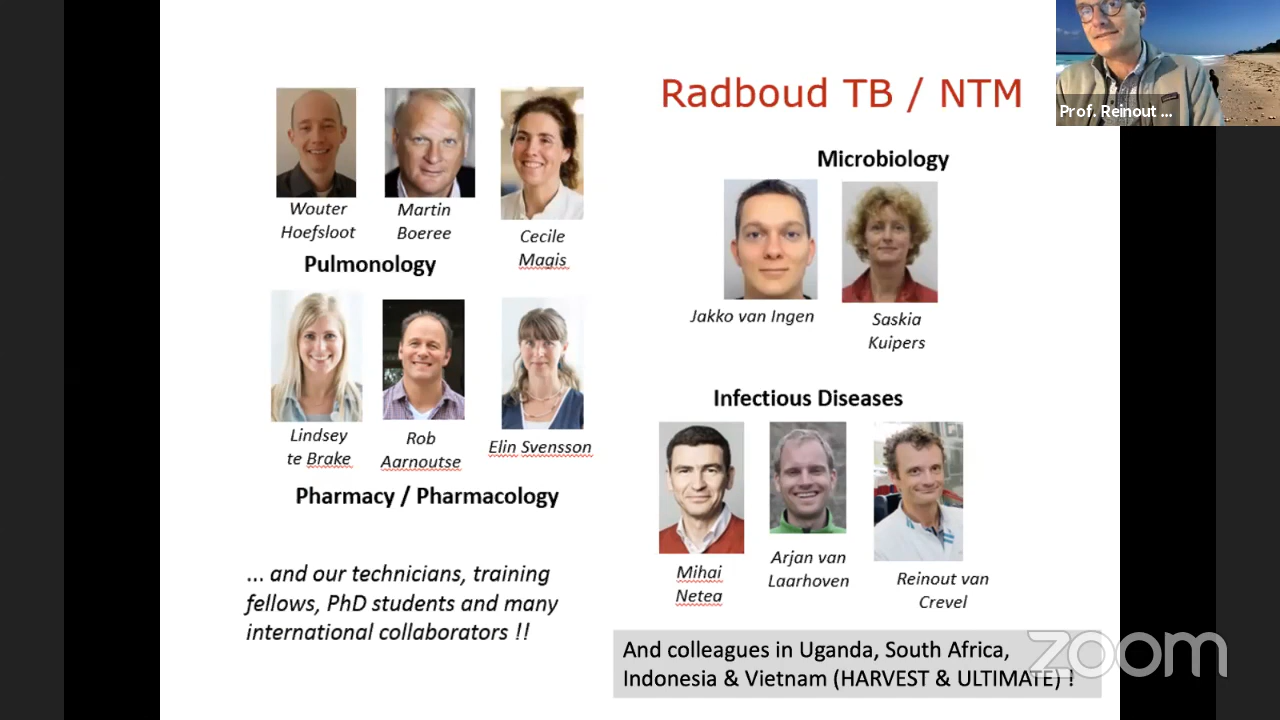 Radboud TB / NTM
Prof. Reinout ...
Wouter
Hoefsloot
Martin
Boeree
Cecile
Magis
Pulmonology
Microbiology
Jakko van Ingen
Saskia
Kuipers
Lindsey
te Brake
Rob
Aarnoutse
Elin Svensson
Pharmacy / Pharmacology
Infectious Diseases
Mihai
Netea
Arjan van
Laarhoven
Reinout van
Crevel
... and our technicians, training
fellows, PhD students and many
international collaborators !!
And colleagues in Uganda, South Africa,
Indonesia & Vietnam (HARVEST & ULTIMATE) !
zoom